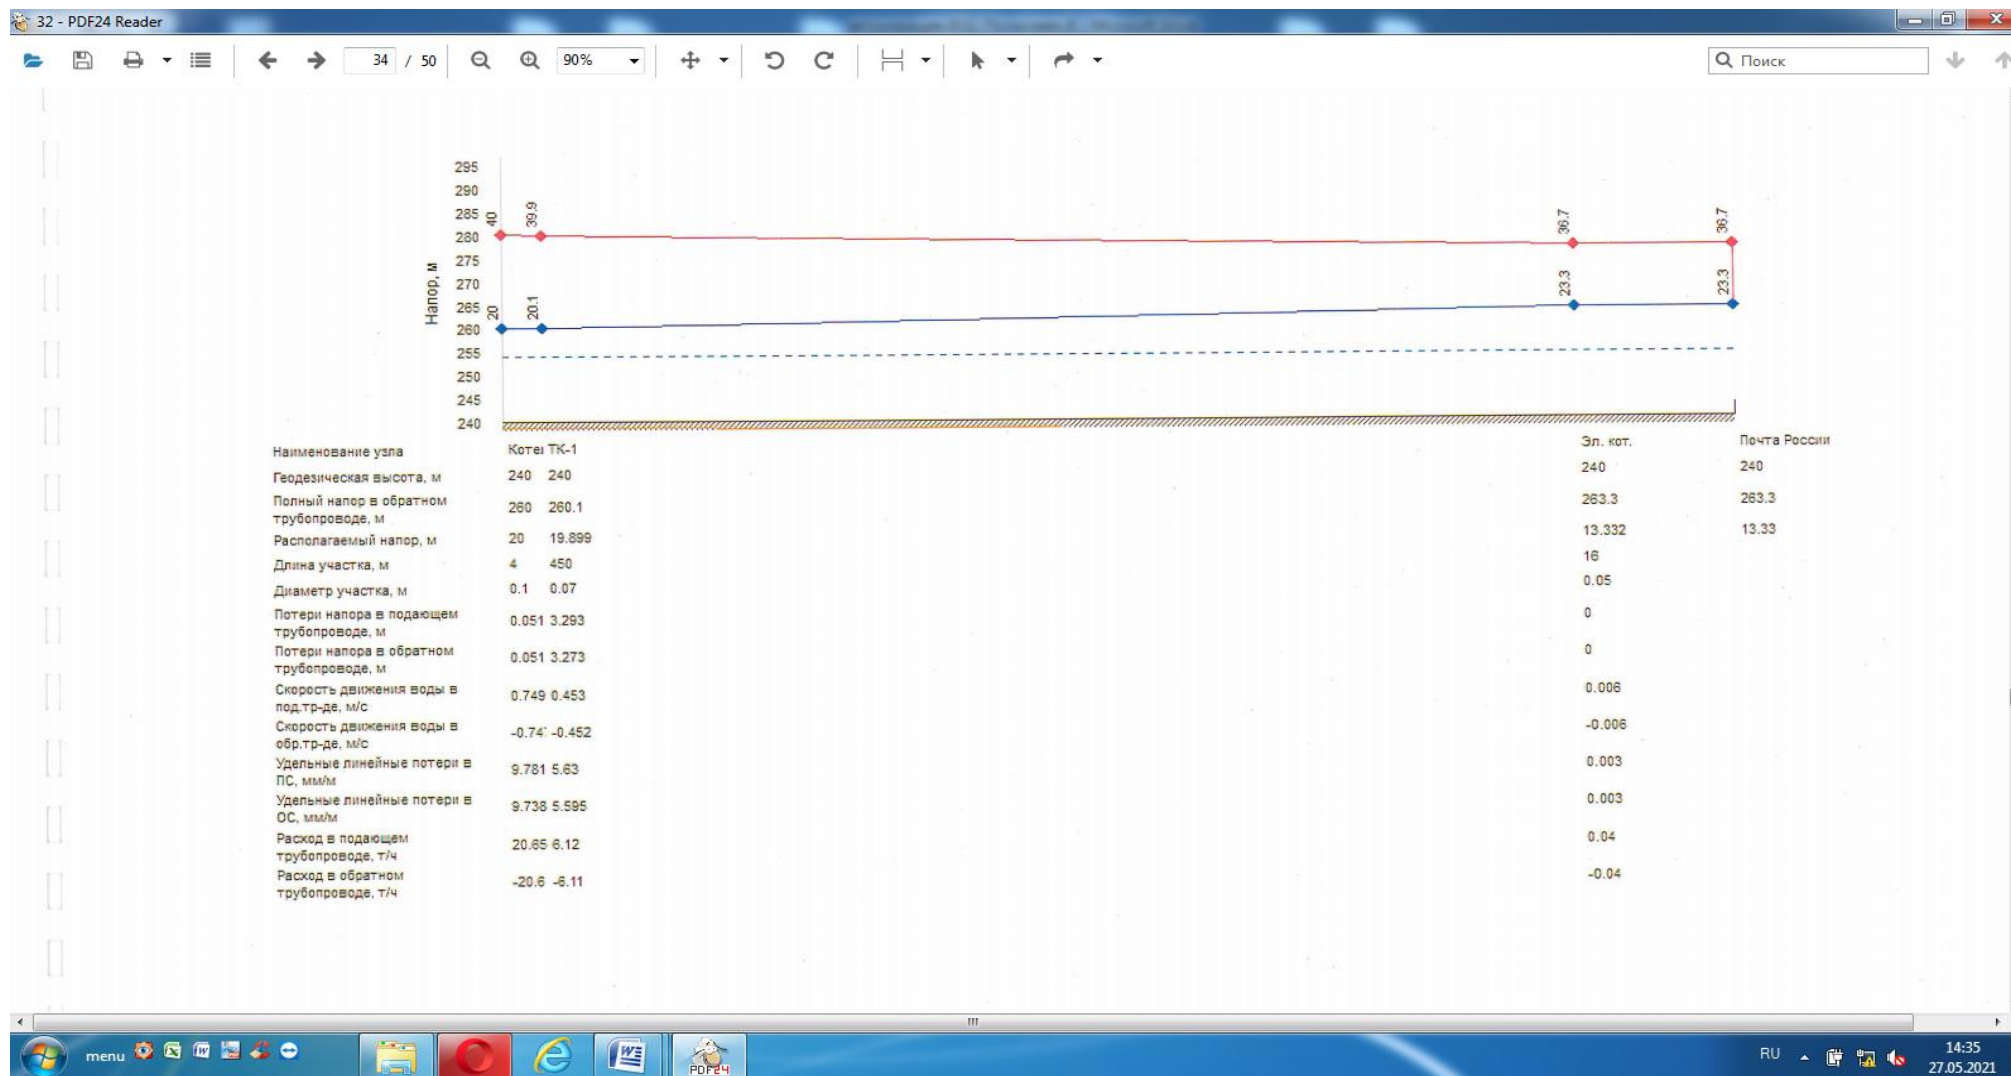 32 - PDF24 Reader
34 / 50
90%
Поиск
295
290
285
280
275
270
265
260
255
250
245
240
Напор, м
40
39.9
36.7
36.7
20
20.1
23.3
23.3
Наименование узла Котел ТК-1 Эл. кот. Почта России
Геодезическая высота, м 240 240 240 240
Полный напор в обратном
трубопроводе, м 260 260.1 263.3 263.3
Располагаемый напор, м 20 19.899 13.332 13.33
Длина участка, м 4 450 16
Диаметр участка, м 0.1 0.07 0.05
Потери напора в подающем
трубопроводе, м 0.051 3.293 0
Потери напора в обратном
трубопроводе, м 0.051 3.273 0
Скорость движения воды в
под.тр-де, м/с 0.749 0.453 0.006
Скорость движения воды в
обр.тр-де, м/с -0.74 -0.452 -0.006
Удельные линейные потери в
ПС, мм/м 9.781 5.63 0.003
Удельные линейные потери в
ОС, мм/м 9.738 5.595 0.003
Расход в подающем
трубопроводе, т/ч 20.65 6.12 0.04
Расход в обратном
трубопроводе, т/ч -20.6 -6.11 -0.04
menu
PDF24
RU
14:35
27.05.2021